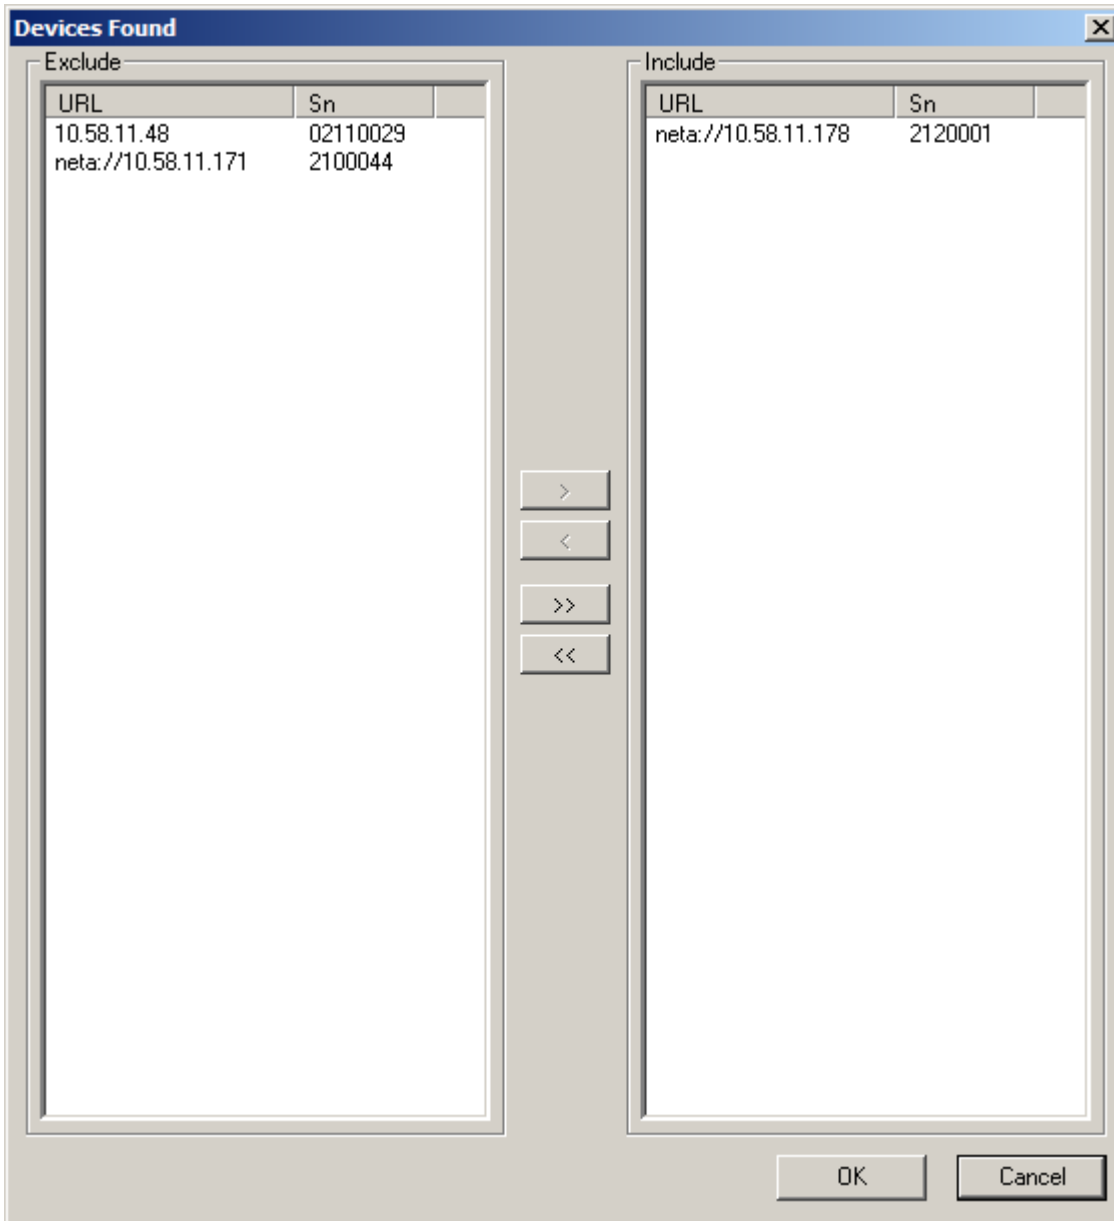 Devices Found
Exclude
URL Sn
10.58.11.48 02110029
neta://10.58.11.171 2100044
>
<
>>
<<
Include
URL Sn
neta://10.58.11.178 2120001
OK Cancel